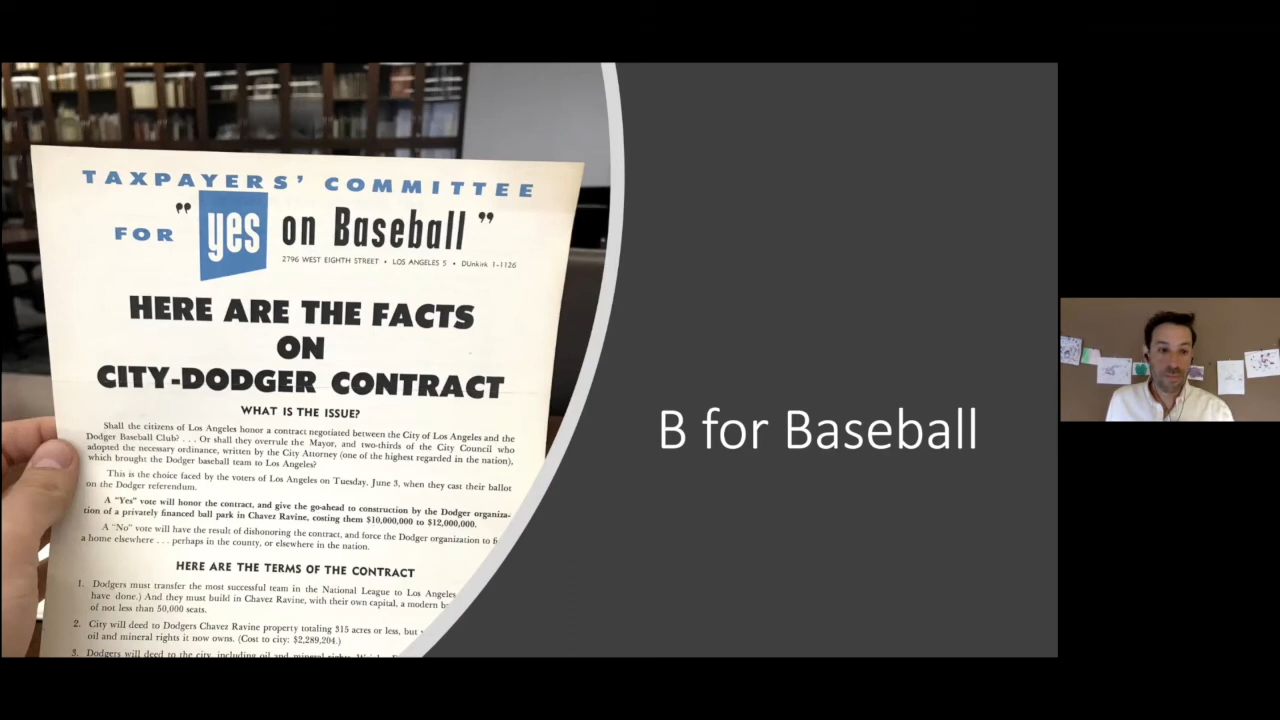 TAXPAYERS' COMMITTEE
FOR "yes on Baseball"
2796 WEST EIGHTH STREET • LOS ANGELES 5 • DUnkirk 1-1126
HERE ARE THE FACTS
ON
CITY-DODGER CONTRACT
WHAT IS THE ISSUE?
Shall the citizens of Los Angeles honor a contract negotiated between the City of Los Angeles and the
Dodger Baseball Club? . . . Or shall they overrule the Mayor, and two-thirds of the City Council who
adopted the necessary ordinance, written by the City Attorney (one of the highest regarded in the nation),
which brought the Dodger baseball team to Los Angeles?
This is the choice faced by the voters of Los Angeles on Tuesday, June 3, when they cast their ballot
on the Dodger referendum.
A "Yes" vote will honor the contract, and give the go-ahead to construction by the Dodger organiza-
tion of a privately financed ball park in Chavez Ravine, costing them $10,000,000 to $12,000,000.
A "No" vote will have the result of dishonoring the contract, and force the Dodger organization to
a home elsewhere . . . perhaps in the county, or elsewhere in the nation.
HERE ARE THE TERMS OF THE CONTRACT
1. Dodgers must transfer the most successful team in the National League to Los Angeles
have done.) And they must build in Chavez Ravine, with their own capital, a modern
of not less than 50,000 seats.
2. City will deed to Dodgers Chavez Ravine property totaling 315 acres or less, but
oil and mineral rights it now owns. (Cost to city: $2,289,204.)
3. Dodgers will deed to the city, including oil and mineral rights,
B for Baseball